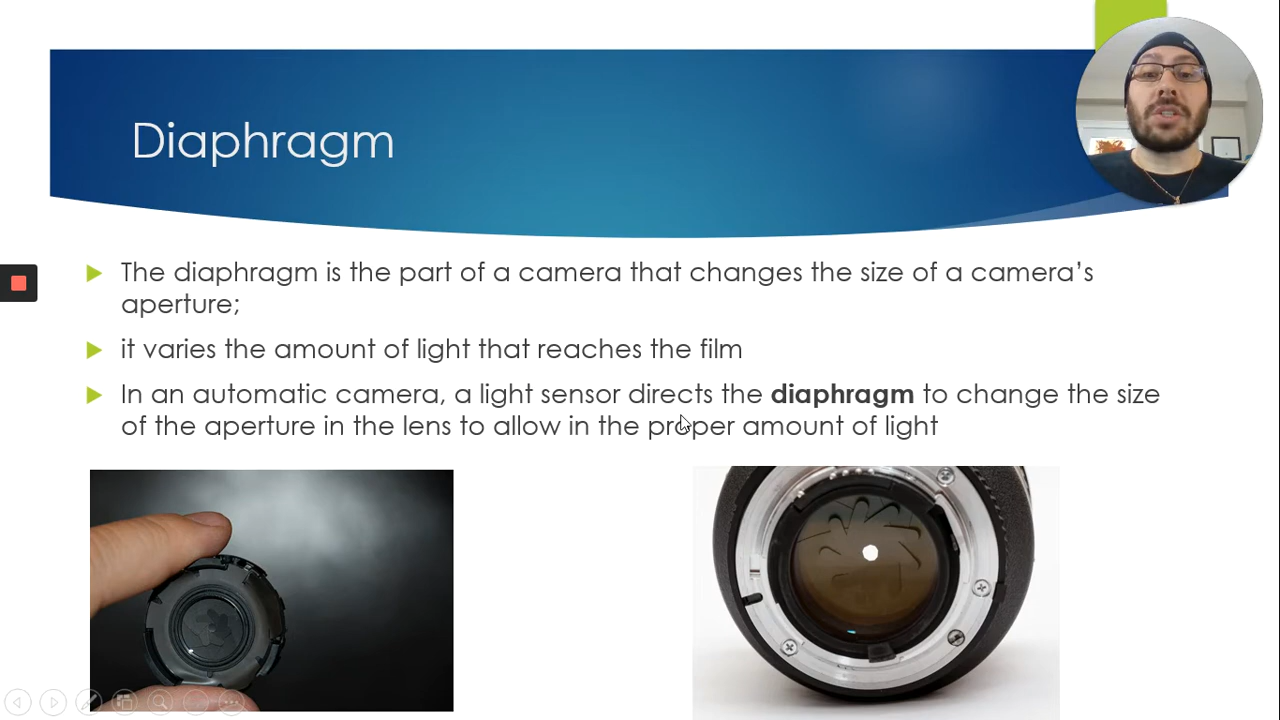 Diaphragm
The diaphragm is the part of a camera that changes the size of a camera’s
aperture;
it varies the amount of light that reaches the film
In an automatic camera, a light sensor directs the diaphragm to change the size
of the aperture in the lens to allow in the proper amount of light